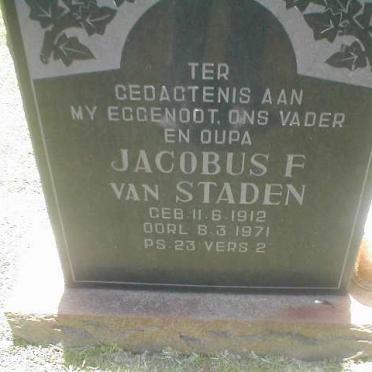 TER
GEDAGTENIS AAN
MY EGGENOOT, ONS VADER
EN OUPA
JACOBUS F
VAN STADEN
GEB. 11.6.1912
OORL 8.3.1971
PS. 23 VERS 2